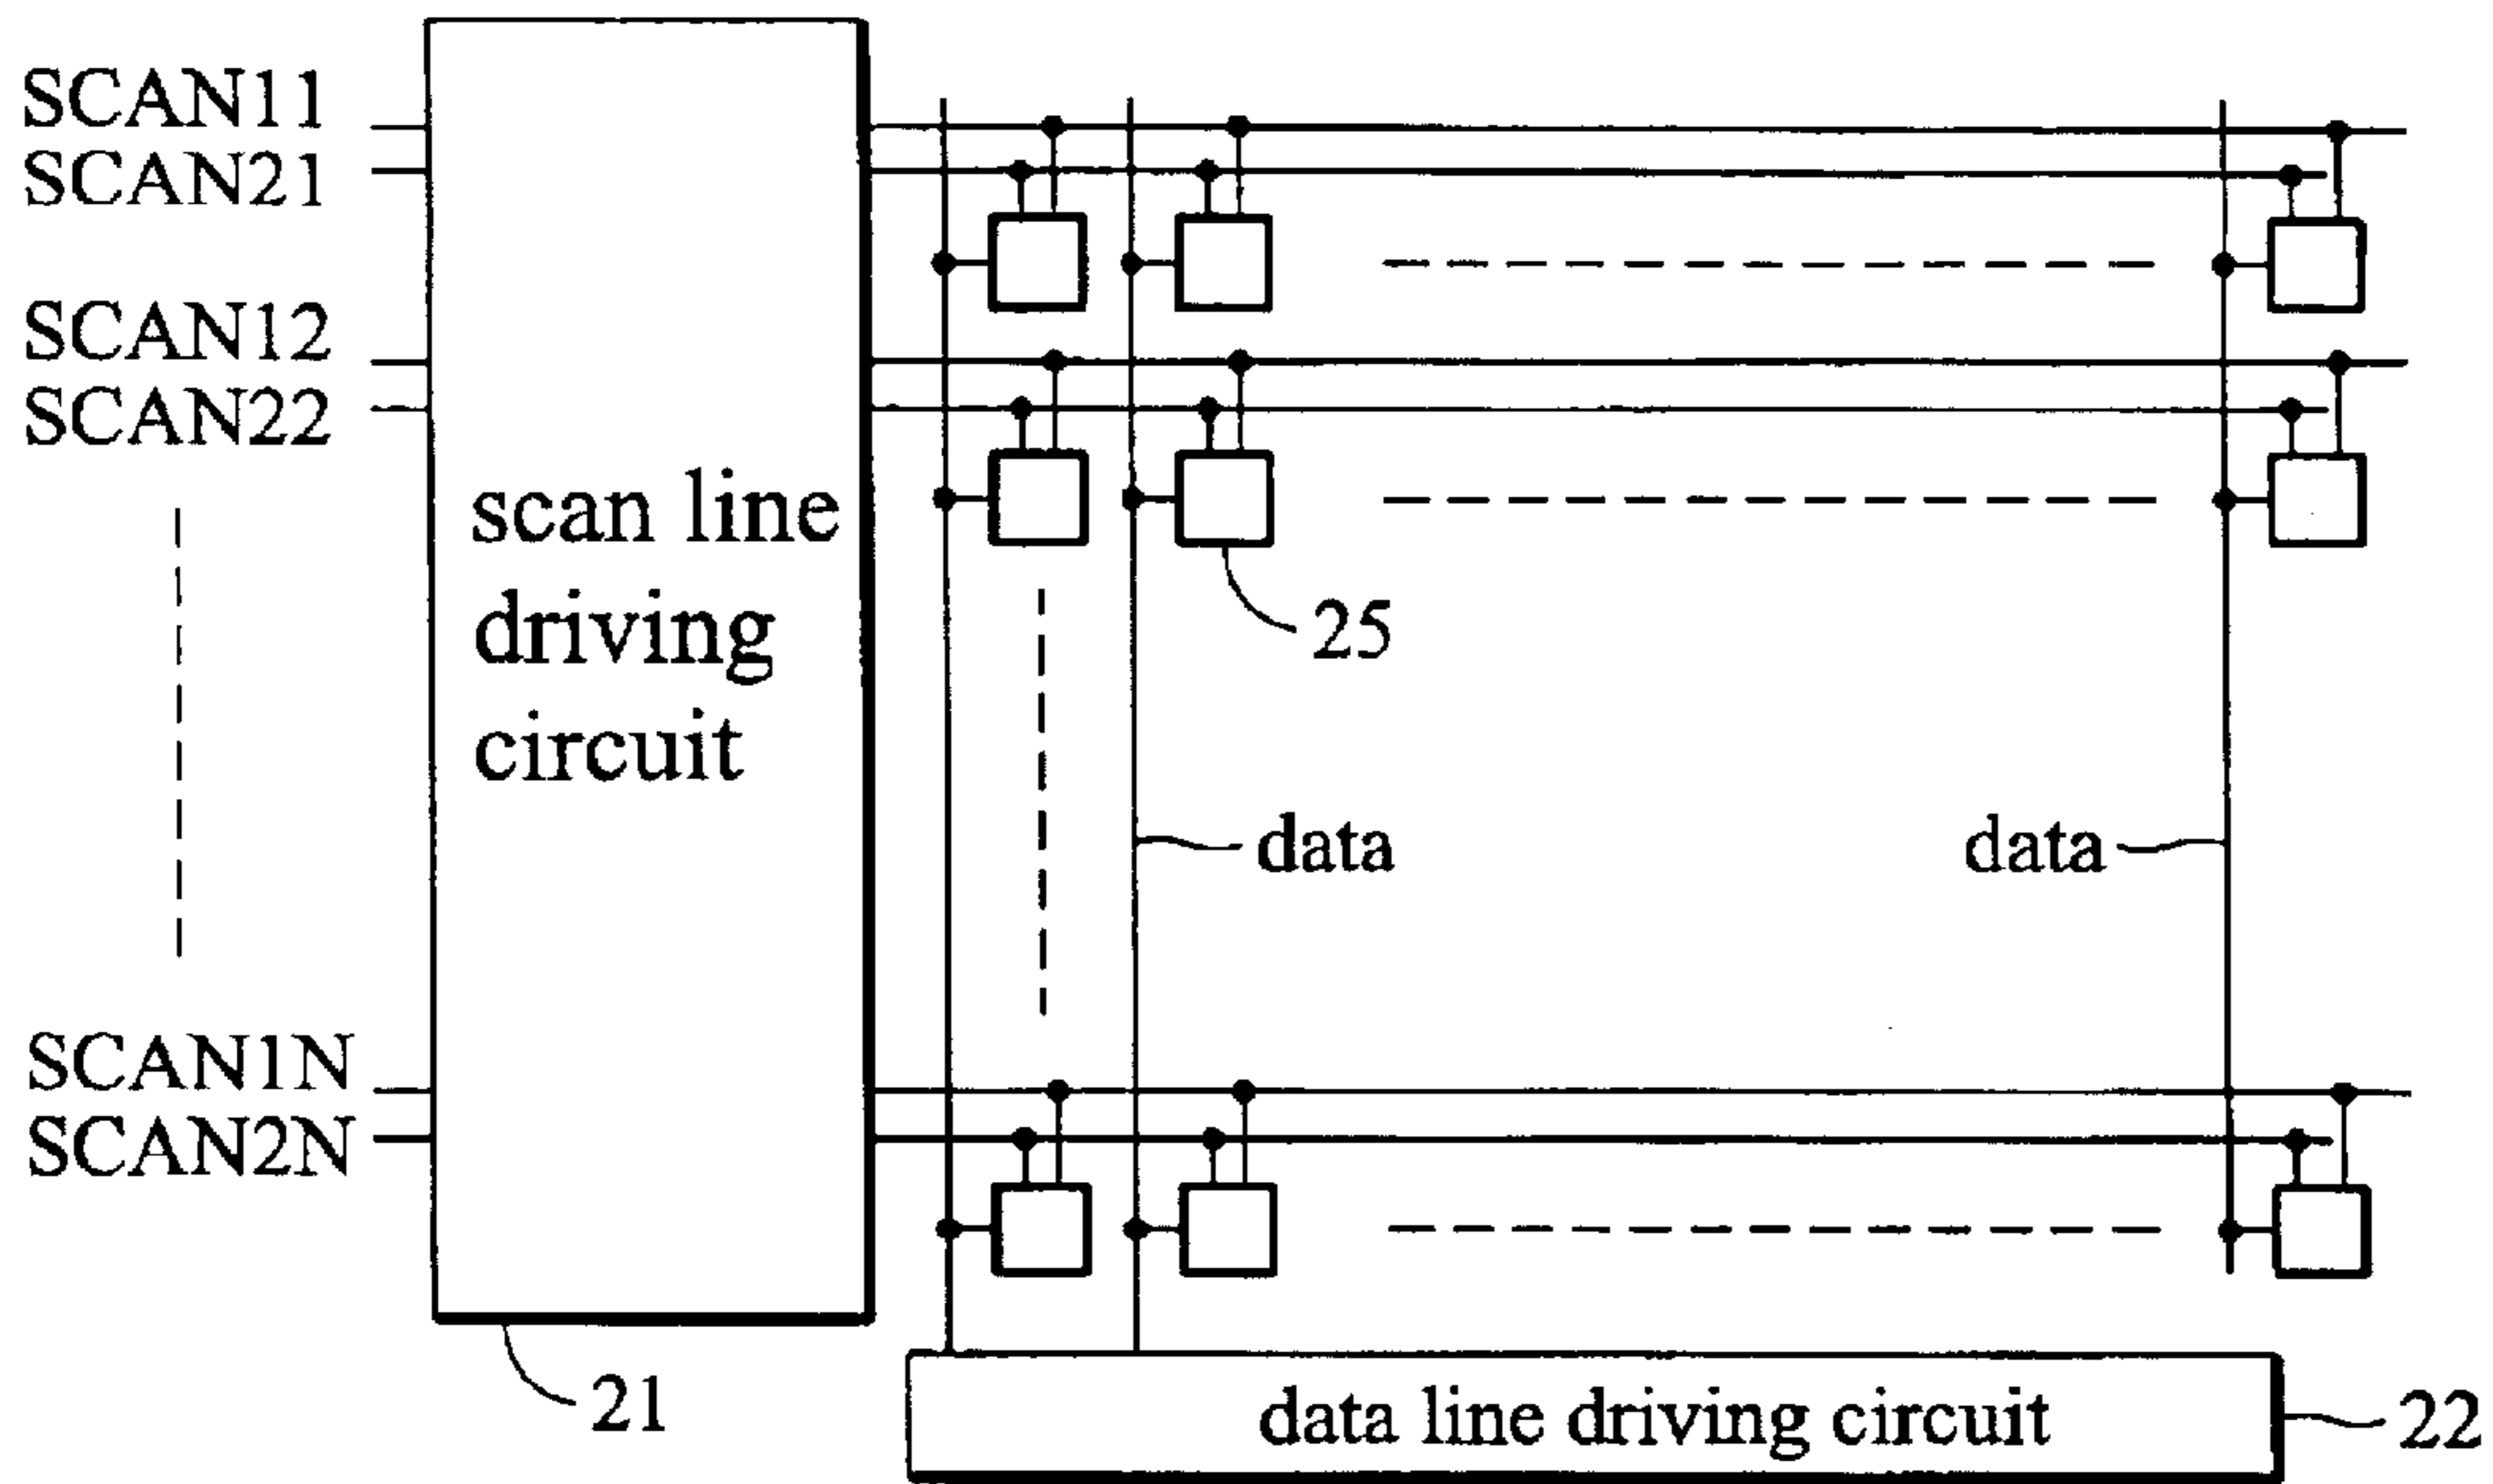 SCAN11
SCAN21
SCAN12
SCAN22
scan line
driving
circuit
25
data
data
SCAN1N
SCAN2N
21
data line driving circuit
22